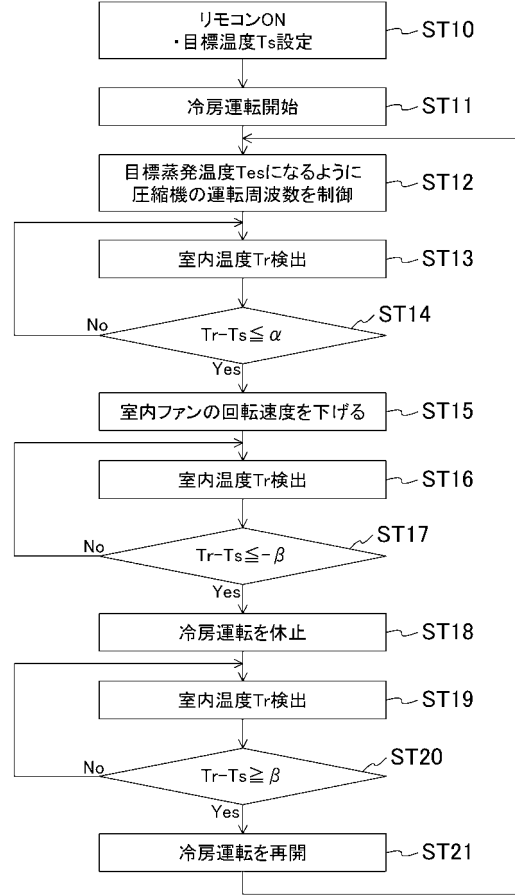 リモコンON
・目標温度Ts設定
ST10
冷房運転開始
ST11
目標蒸発温度Tesになるように
圧縮機の運転周波数を制御
ST12
室内温度Tr検出
ST13
Tr-Ts≦α
ST14
No
Yes
室内ファンの回転速度を下げる
ST15
室内温度Tr検出
ST16
Tr-Ts≦-β
ST17
No
Yes
冷房運転を休止
ST18
室内温度Tr検出
ST19
Tr-Ts≧β
ST20
No
Yes
冷房運転を再開
ST21